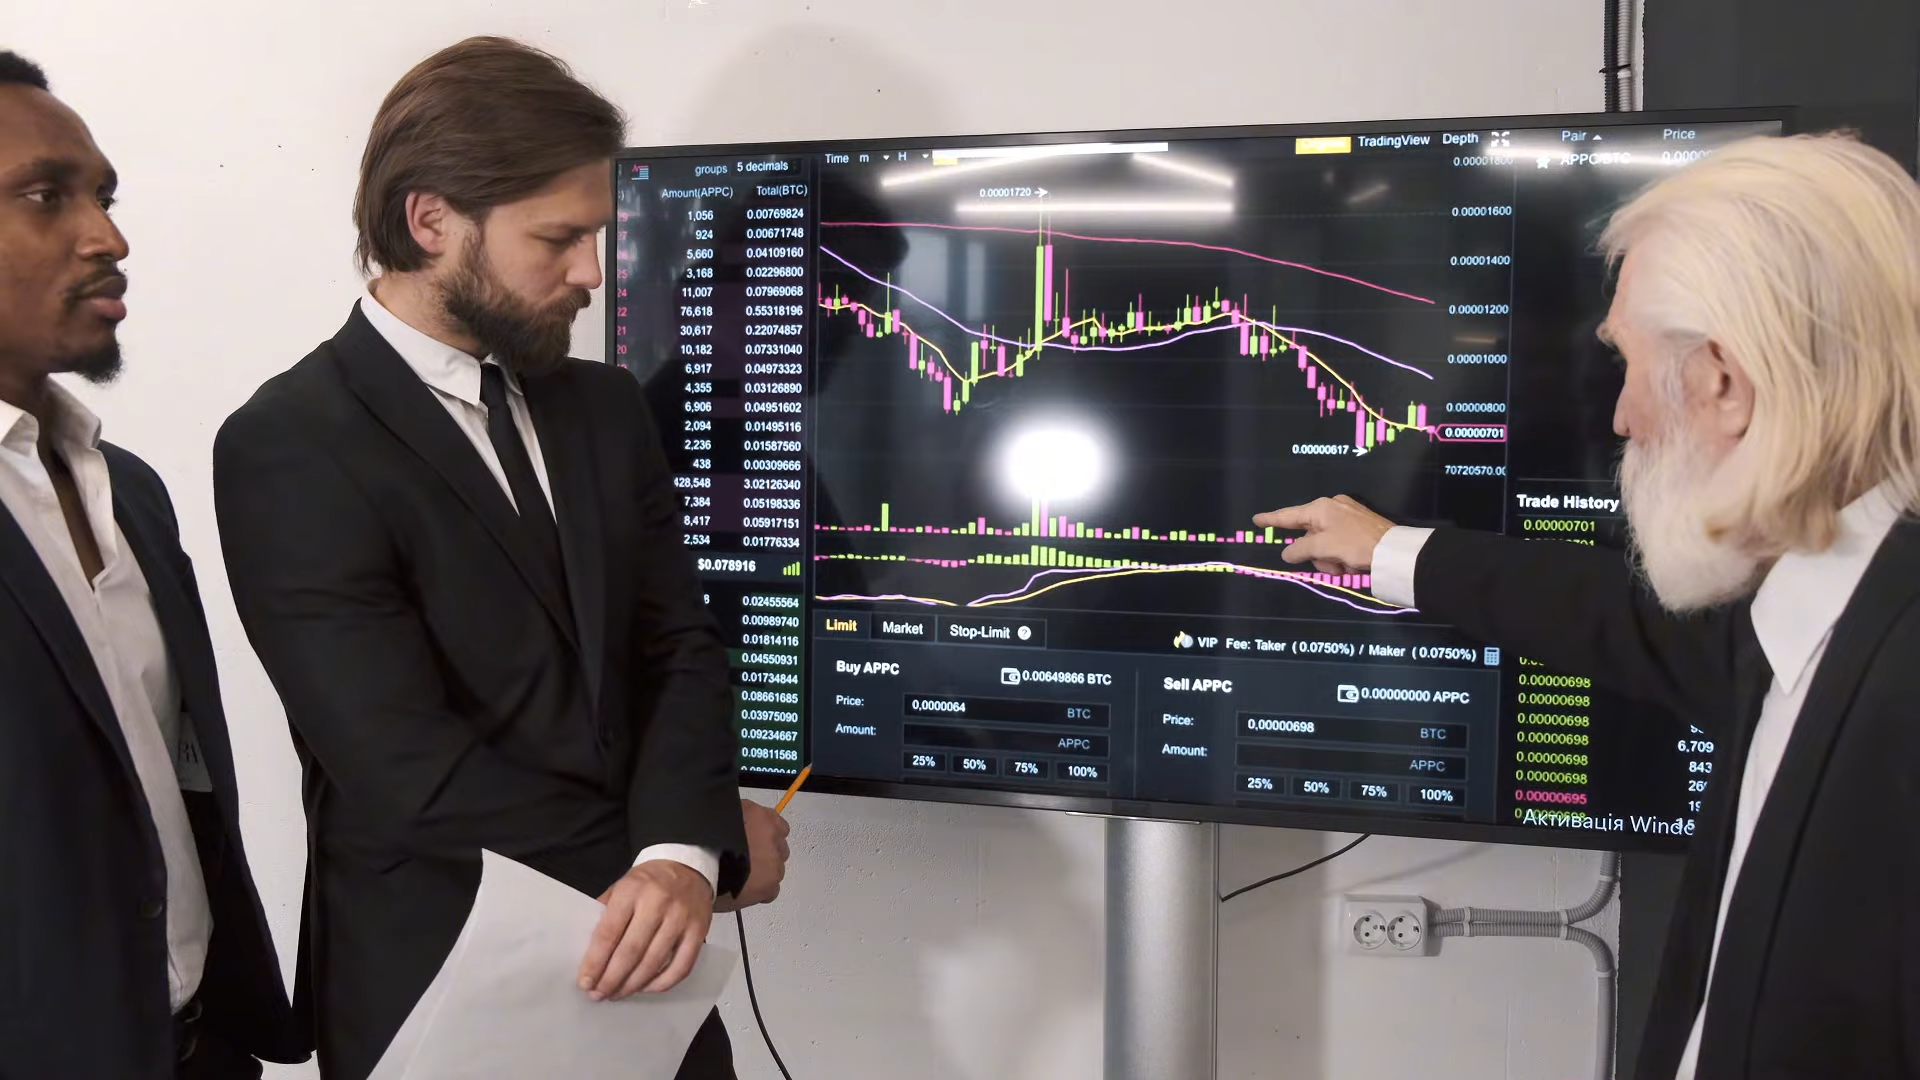 groups 5 decimals
Amount(APPC) Total(BTC)
1,056 0.00769824
924 0.00671748
5,660 0.04109160
3,168 0.02296800
11,007 0.07969068
76,618 0.55318196
30,617 0.22074857
10,182 0.07331040
6,917 0.04973323
4,355 0.03126890
6,906 0.04951602
2,094 0.01495116
2,236 0.01587560
438 0.00309666
428,548 3.02126340
7,384 0.05198336
8,417 0.05917151
2,534 0.01776334
$0.078916
8 0.02455564
0.00989740
0.01814116
0.04550931
0.01734844
0.08661685
0.03975090
0.09234667
0.09811568
Time m H
TradingView Depth
0.00001800
0.00001720
0.00001600
0.00001400
0.00001200
0.00001000
0.00000800
0.00000701
0.00000617
70720570.00
Limit Market Stop-Limit ?
VIP Fee: Taker ( 0.0750%) / Maker ( 0.0750%)
Buy APPC 0.00649866 BTC
Price: 0,0000064 BTC
Amount: APPC
25% 50% 75% 100%
Sell APPC 0.00000000 APPC
Price: 0,00000698 BTC
Amount: APPC
25% 50% 75% 100%
Pair Price
APPC/BTC 0.0000
Trade History
0.00000701
0.00000698
0.00000698
0.00000698
0.00000698
0.00000698 6,709
0.00000698 843
0.00000695
Активація Windo